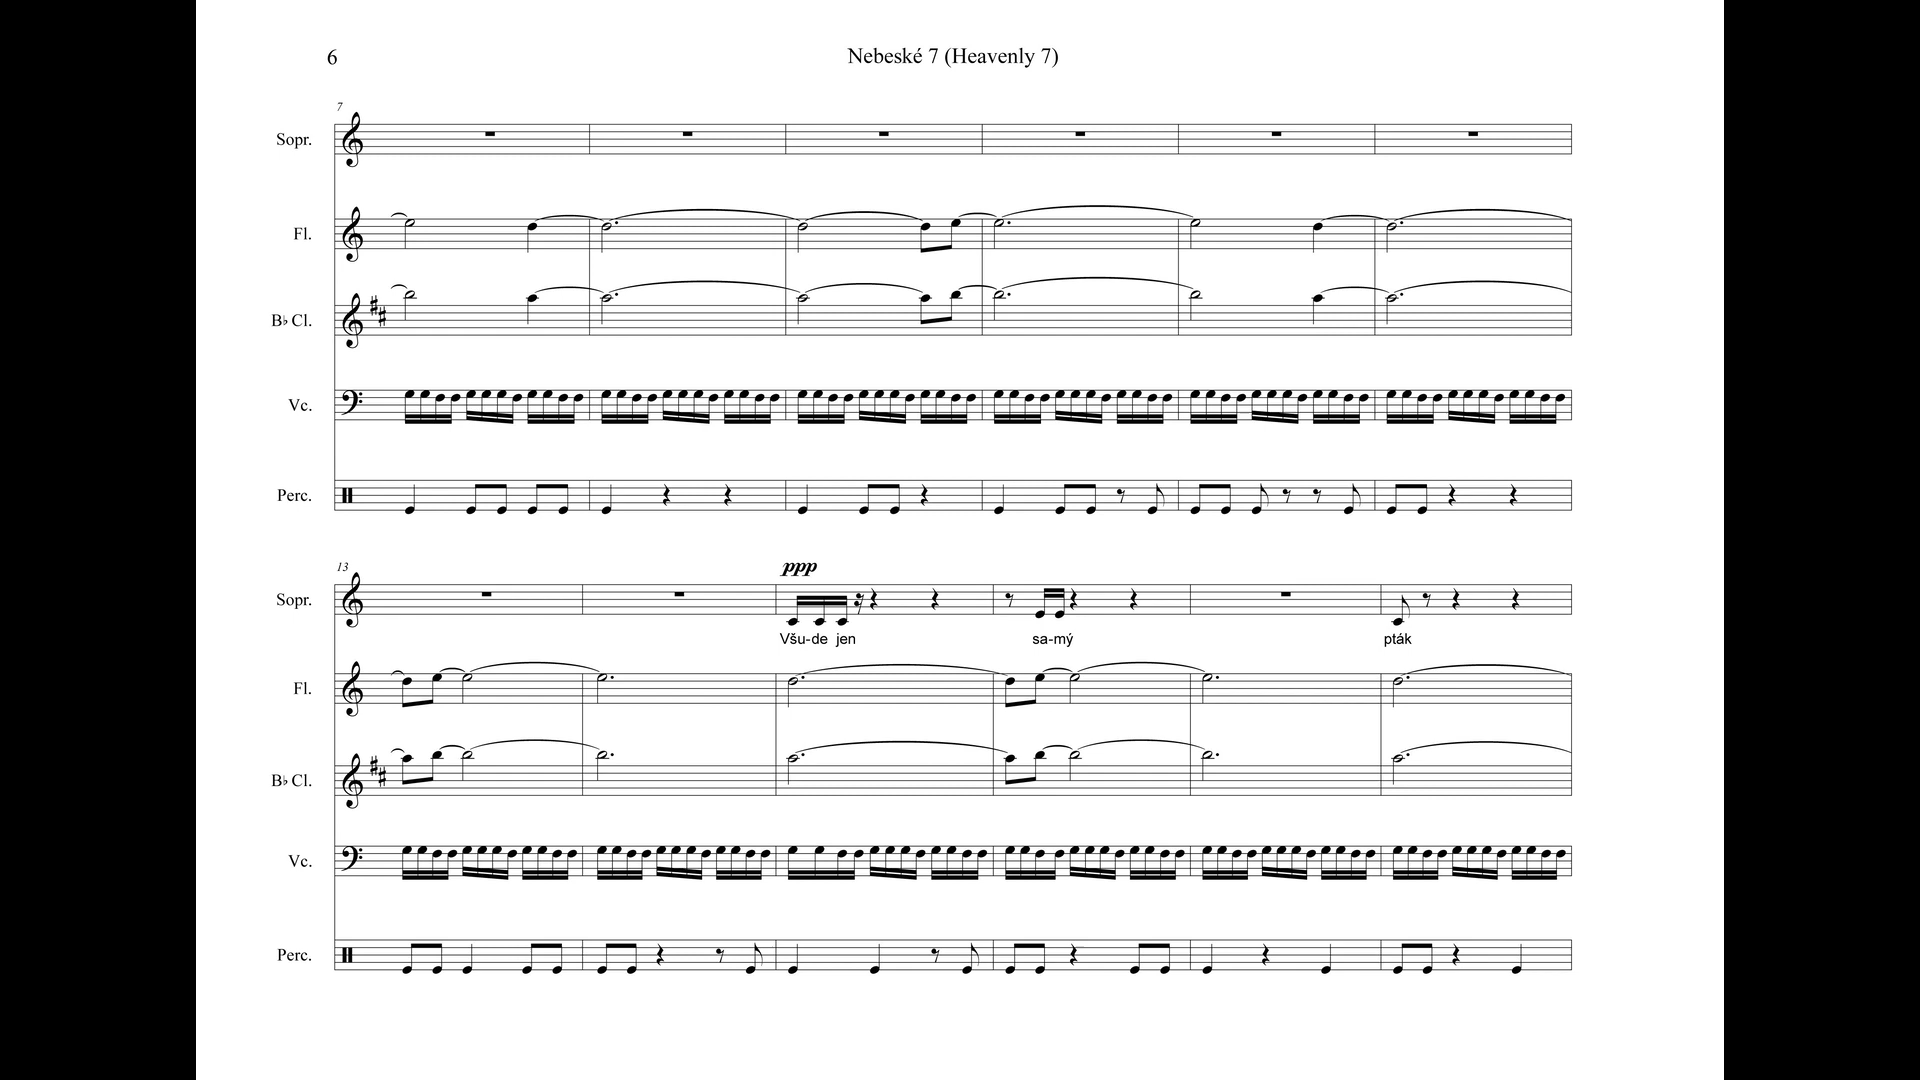 6
Nebeské 7 (Heavenly 7)
7
Sopr.
Fl.
B♭ Cl.
Vc.
Perc.
13
ppp
Sopr.
Všu-de jen sa-mý pták
Fl.
B♭ Cl.
Vc.
Perc.